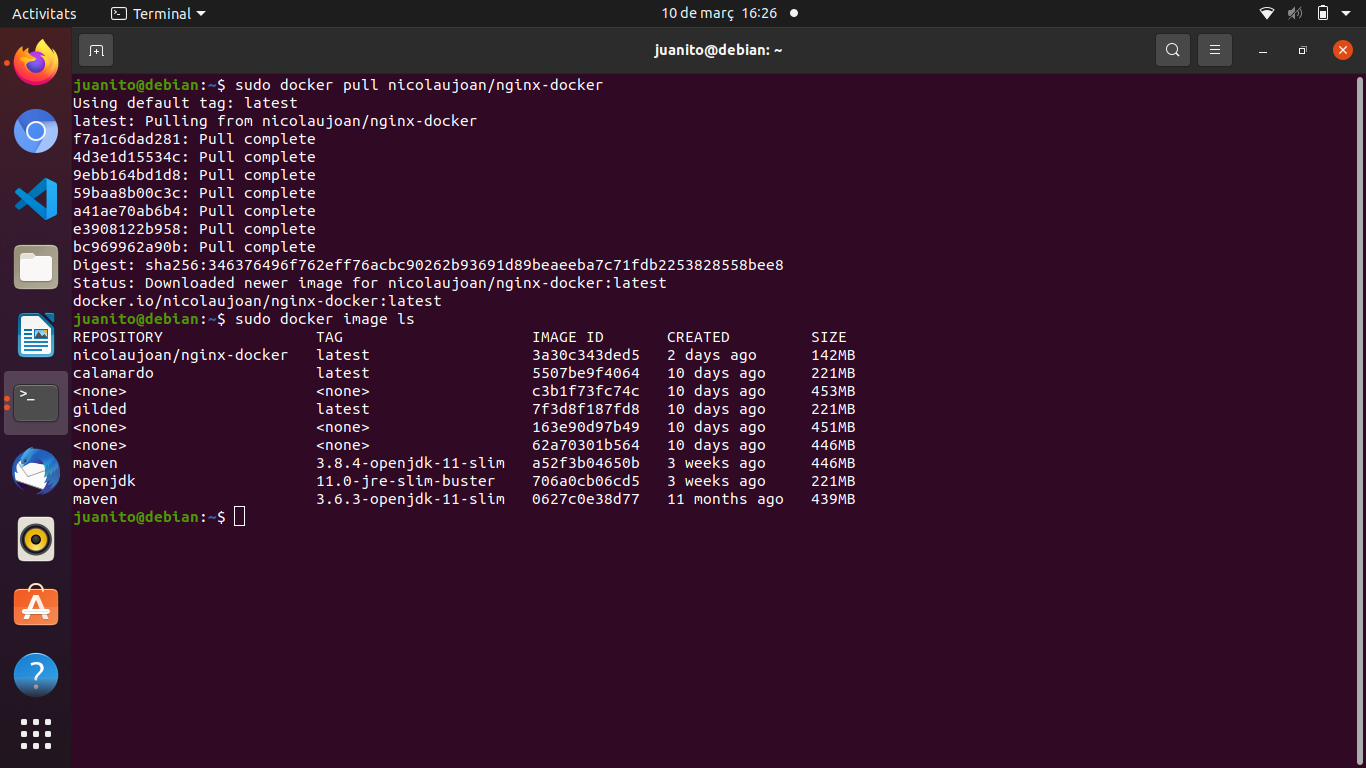 Activitats Terminal 10 de març 16:26
juanito@debian: ~
juanito@debian:~$ sudo docker pull nicolaujoan/nginx-docker
Using default tag: latest
latest: Pulling from nicolaujoan/nginx-docker
f7a1c6dad281: Pull complete
4d3e1d15534c: Pull complete
9ebb164bd1d8: Pull complete
59baa8b00c3c: Pull complete
a41ae70ab6b4: Pull complete
e3908122b958: Pull complete
bc969962a90b: Pull complete
Digest: sha256:346376496f762eff76acbc90262b93691d89beaeeba7c71fdb2253828558bee8
Status: Downloaded newer image for nicolaujoan/nginx-docker:latest
docker.io/nicolaujoan/nginx-docker:latest
juanito@debian:~$ sudo docker image ls
REPOSITORY                 TAG                     IMAGE ID       CREATED         SIZE
nicolaujoan/nginx-docker   latest                  3a30c343ded5   2 days ago      142MB
calamardo                  latest                  5507be9f4064   10 days ago     221MB
<none>                     <none>                  c3b1f73fc74c   10 days ago     453MB
gilded                     latest                  7f3d8f187fd8   10 days ago     221MB
<none>                     <none>                  163e90d97b49   10 days ago     451MB
<none>                     <none>                  62a70301b564   10 days ago     446MB
maven                      3.8.4-openjdk-11-slim   a52f3b04650b   3 weeks ago     446MB
openjdk                    11.0-jre-slim-buster    706a0cb06cd5   3 weeks ago     221MB
maven                      3.6.3-openjdk-11-slim   0627c0e38d77   11 months ago   439MB
juanito@debian:~$